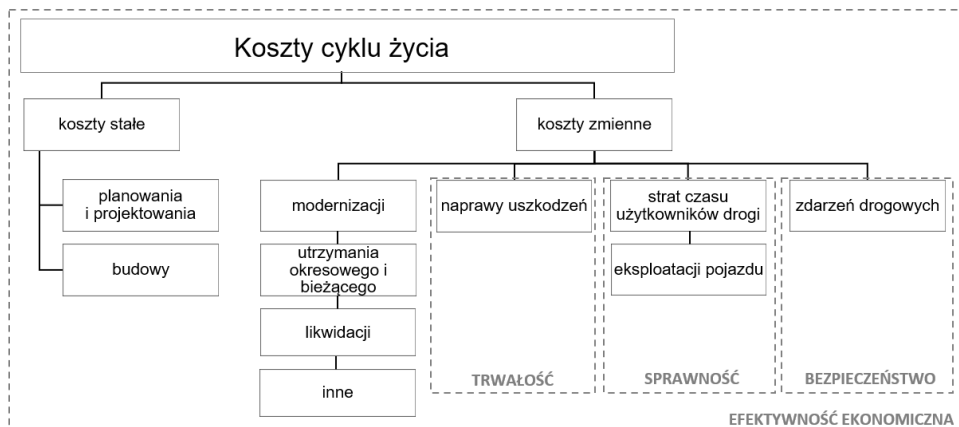 Koszty cyklu życia
koszty stałe
koszty zmienne
planowania
i projektowania
budowy
modernizacji
utrzymania
okresowego i
bieżącego
likwidacji
inne
naprawy uszkodzeń
TRWAŁOŚĆ
strat czasu
użytkowników drogi
eksploatacji pojazdu
SPRAWNOŚĆ
zdarzeń drogowych
BEZPIECZEŃSTWO
EFEKTYWNOŚĆ EKONOMICZNA